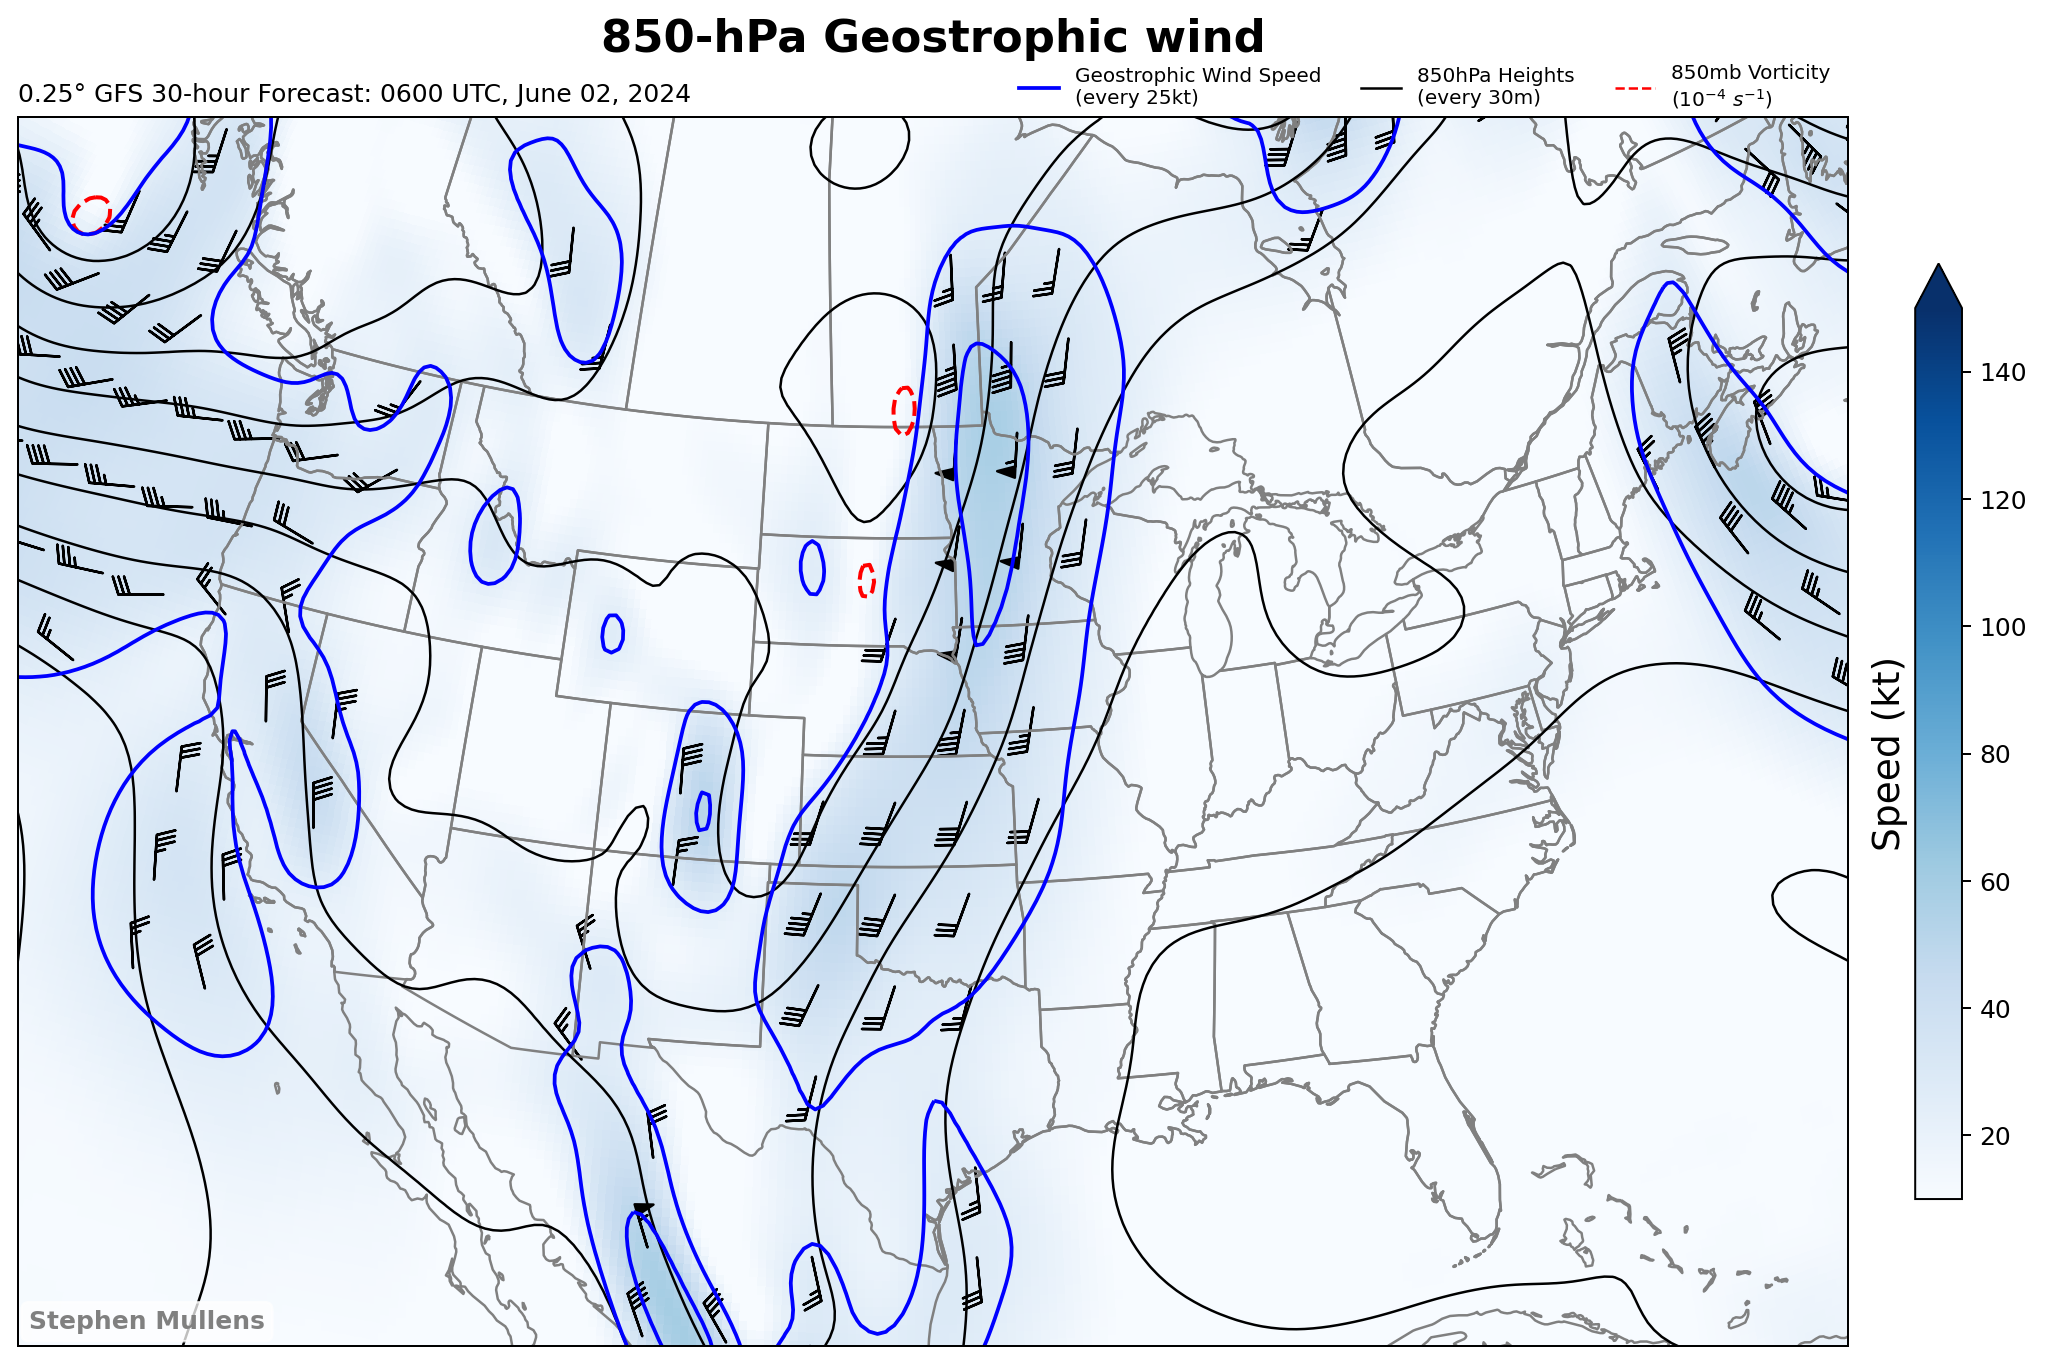 850-hPa Geostrophic wind
0.25° GFS 30-hour Forecast: 0600 UTC, June 02, 2024
Geostrophic Wind Speed
(every 25kt)
850hPa Heights
(every 30m)
850mb Vorticity
(10⁻⁴ s⁻¹)
140
120
100
80
60
40
20
Speed (kt)
Stephen Mullens